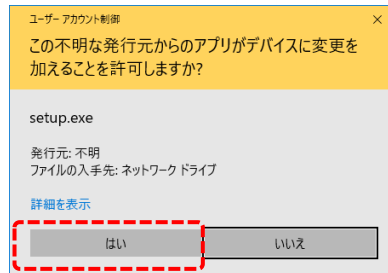 ユーザー アカウント制御
この不明な発行元からのアプリがデバイスに変更を
加えることを許可しますか?
setup.exe
発行元: 不明
ファイルの入手先: ネットワーク ドライブ
詳細を表示
はい
いいえ